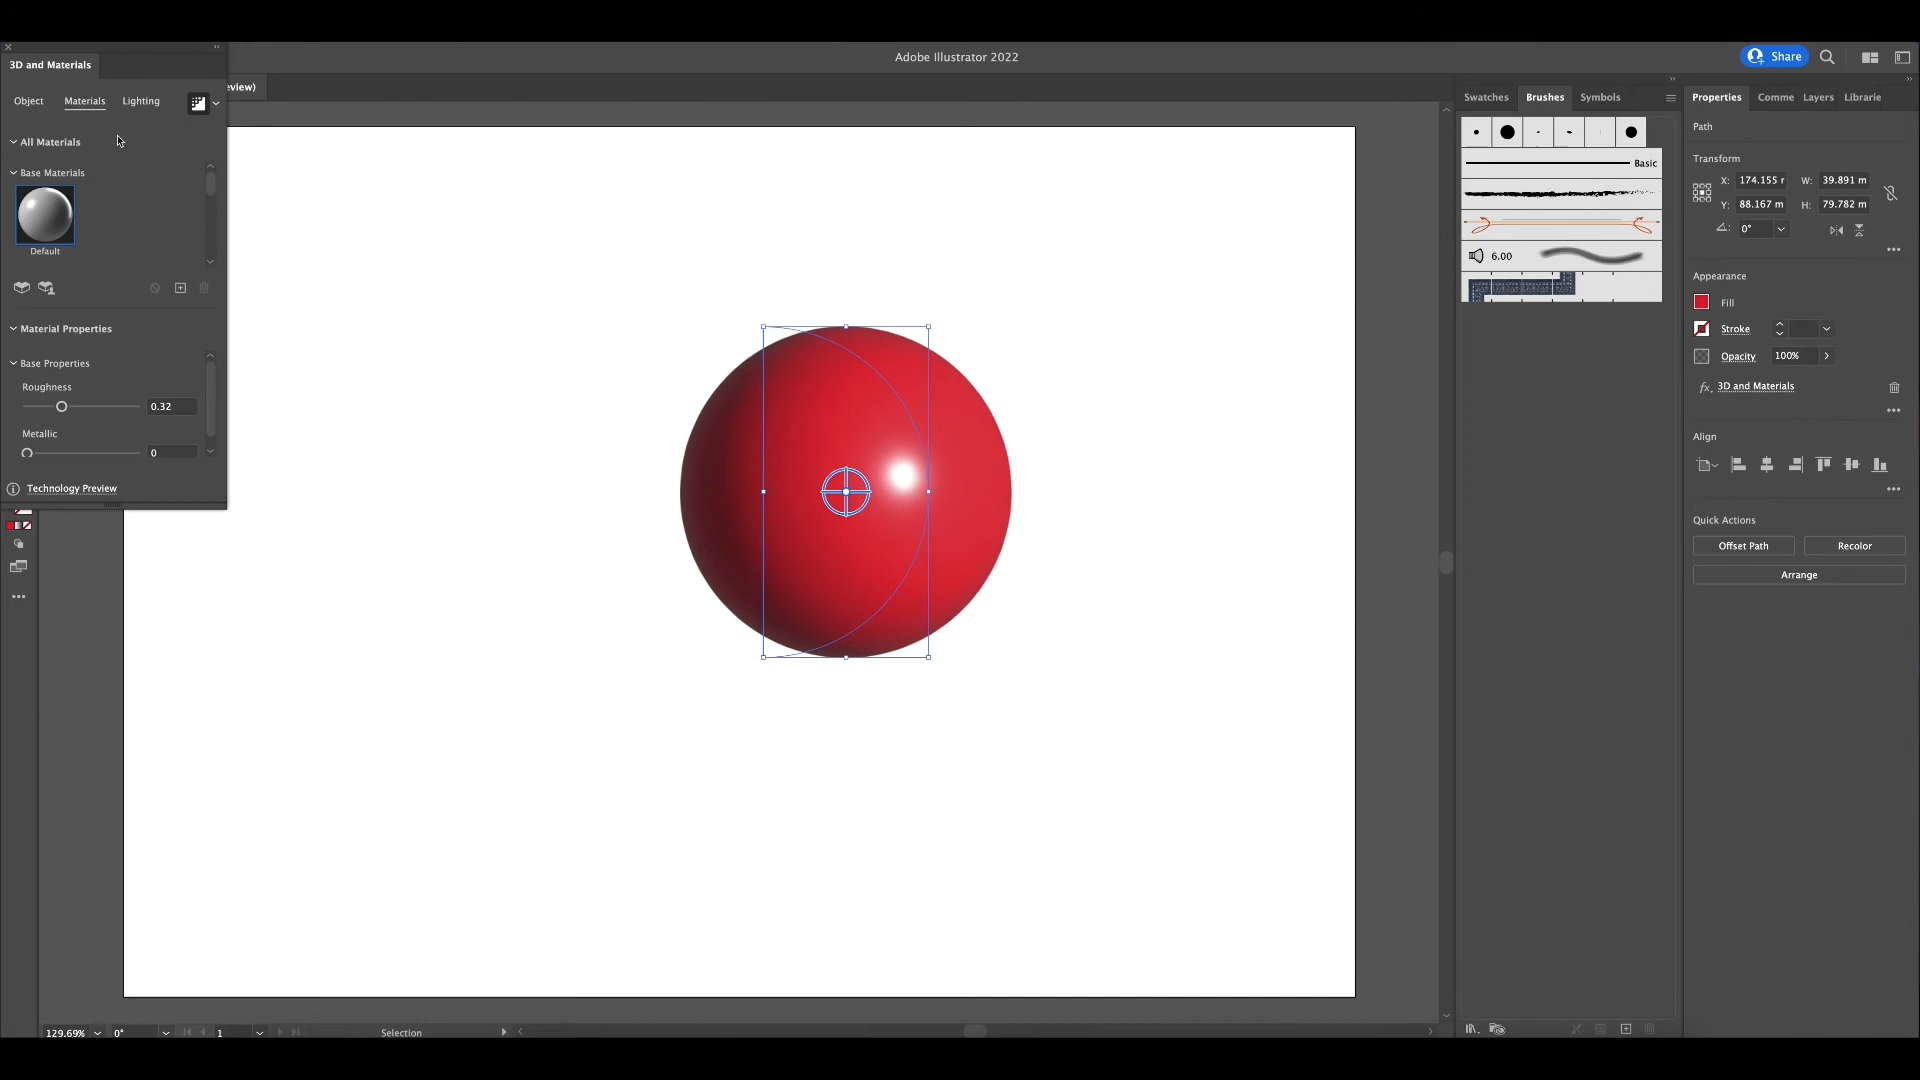 Adobe Illustrator 2022
Share
3D and Materials
eview)
Object Materials Lighting
All Materials
Base Materials
Default
Material Properties
Base Properties
Roughness
0.32
Metallic
0
Technology Preview
129.69% 0° 1 Selection
Swatches Brushes Symbols
Basic
6.00
Properties Comme Layers Librarie
Path
Transform
X: 174.155 r W: 39.891 m
Y: 88.167 m H: 79.782 m
0°
Appearance
Fill
Stroke
Opacity 100%
fx. 3D and Materials
Align
Quick Actions
Offset Path Recolor
Arrange